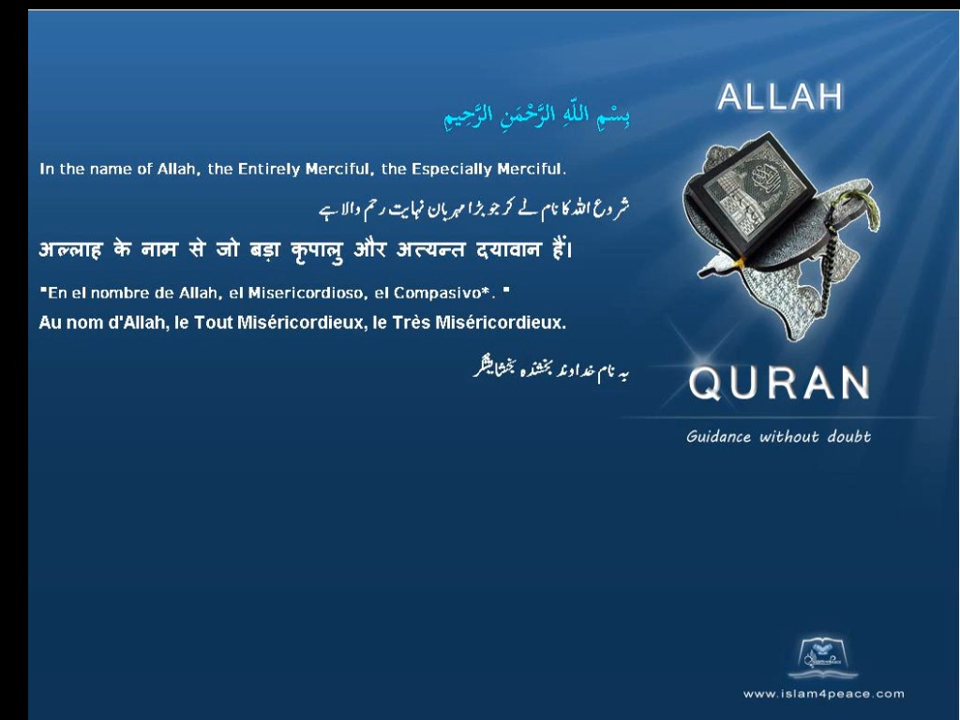 بِسْمِ اللَّهِ الرَّحْمَنِ الرَّحِيمِ
In the name of Allah, the Entirely Merciful, the Especially Merciful.
شروع اللہ کا نام لے کر جو بڑا مہربان نہایت رحم والا ہے
अल्लाह के नाम से जो बड़ा कृपालु और अत्यन्त दयावान हैं।
"En el nombre de Allah, el Misericordioso, el Compasivo*. "
Au nom d'Allah, le Tout Miséricordieux, le Très Miséricordieux.
به نام خداوند بخشنده بخشایشگر
ALLAH
QURAN
Guidance without doubt
www.islam4peace.com